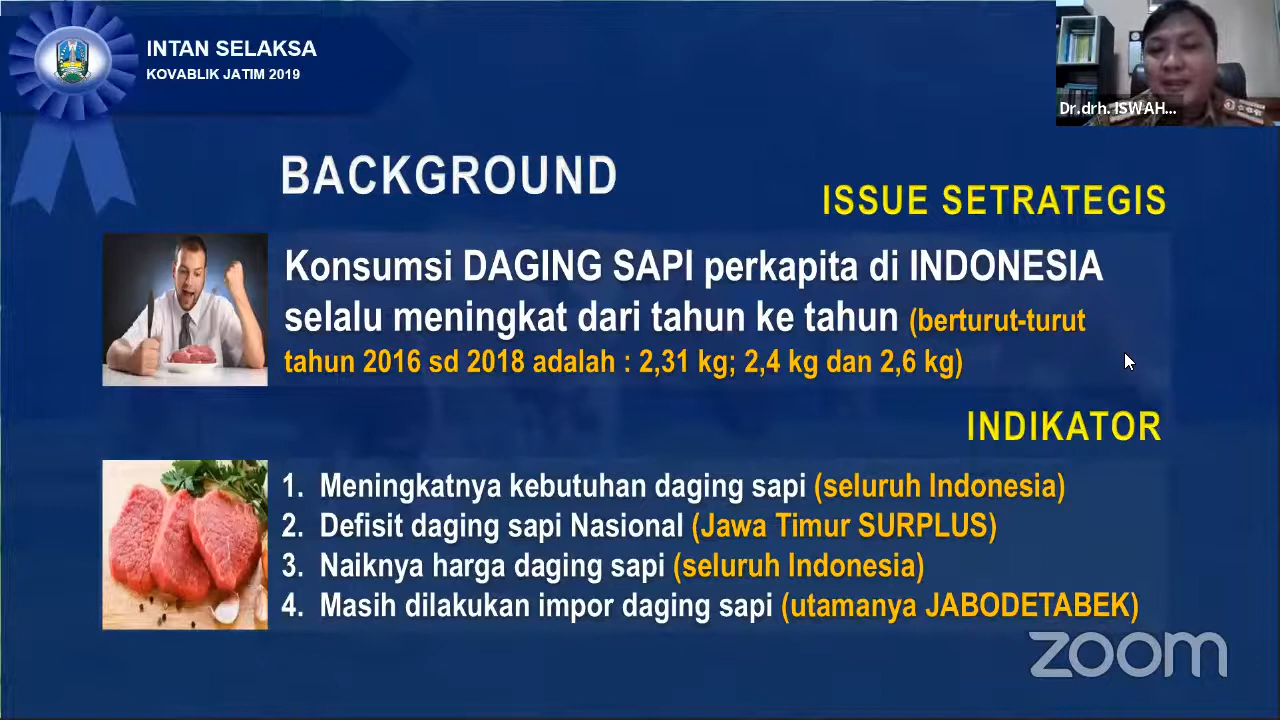 INTAN SELAKSA
KOVABLIK JATIM 2019
Dr.drh. ISWAH...
BACKGROUND
ISSUE SETRATEGIS
Konsumsi DAGING SAPI perkapita di INDONESIA
selalu meningkat dari tahun ke tahun (berturut-turut
tahun 2016 sd 2018 adalah : 2,31 kg; 2,4 kg dan 2,6 kg)
INDIKATOR
1. Meningkatnya kebutuhan daging sapi (seluruh Indonesia)
2. Defisit daging sapi Nasional (Jawa Timur SURPLUS)
3. Naiknya harga daging sapi (seluruh Indonesia)
4. Masih dilakukan impor daging sapi (utamanya JABODETABEK)
zoom